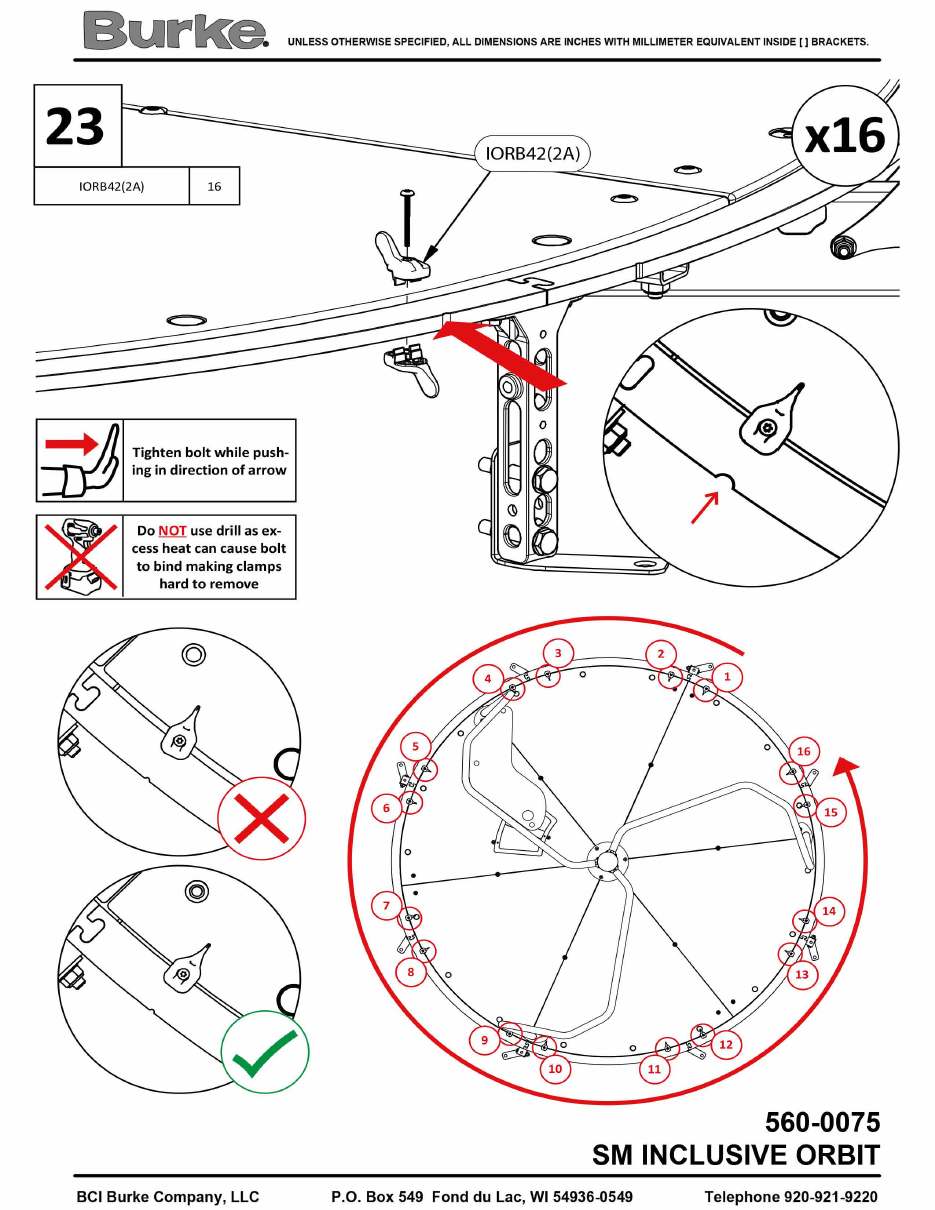 Burke.
UNLESS OTHERWISE SPECIFIED, ALL DIMENSIONS ARE INCHES WITH MILLIMETER EQUIVALENT INSIDE [ ] BRACKETS.
23
x16
IORB42(2A)
IORB42(2A) 16
Tighten bolt while push-
ing in direction of arrow
Do NOT use drill as ex-
cess heat can cause bolt
to bind making clamps
hard to remove
3
2
4
1
5
16
6
15
7
14
8
13
9
12
10
11
560-0075
SM INCLUSIVE ORBIT
BCI Burke Company, LLC P.O. Box 549 Fond du Lac, WI 54936-0549 Telephone 920-921-9220